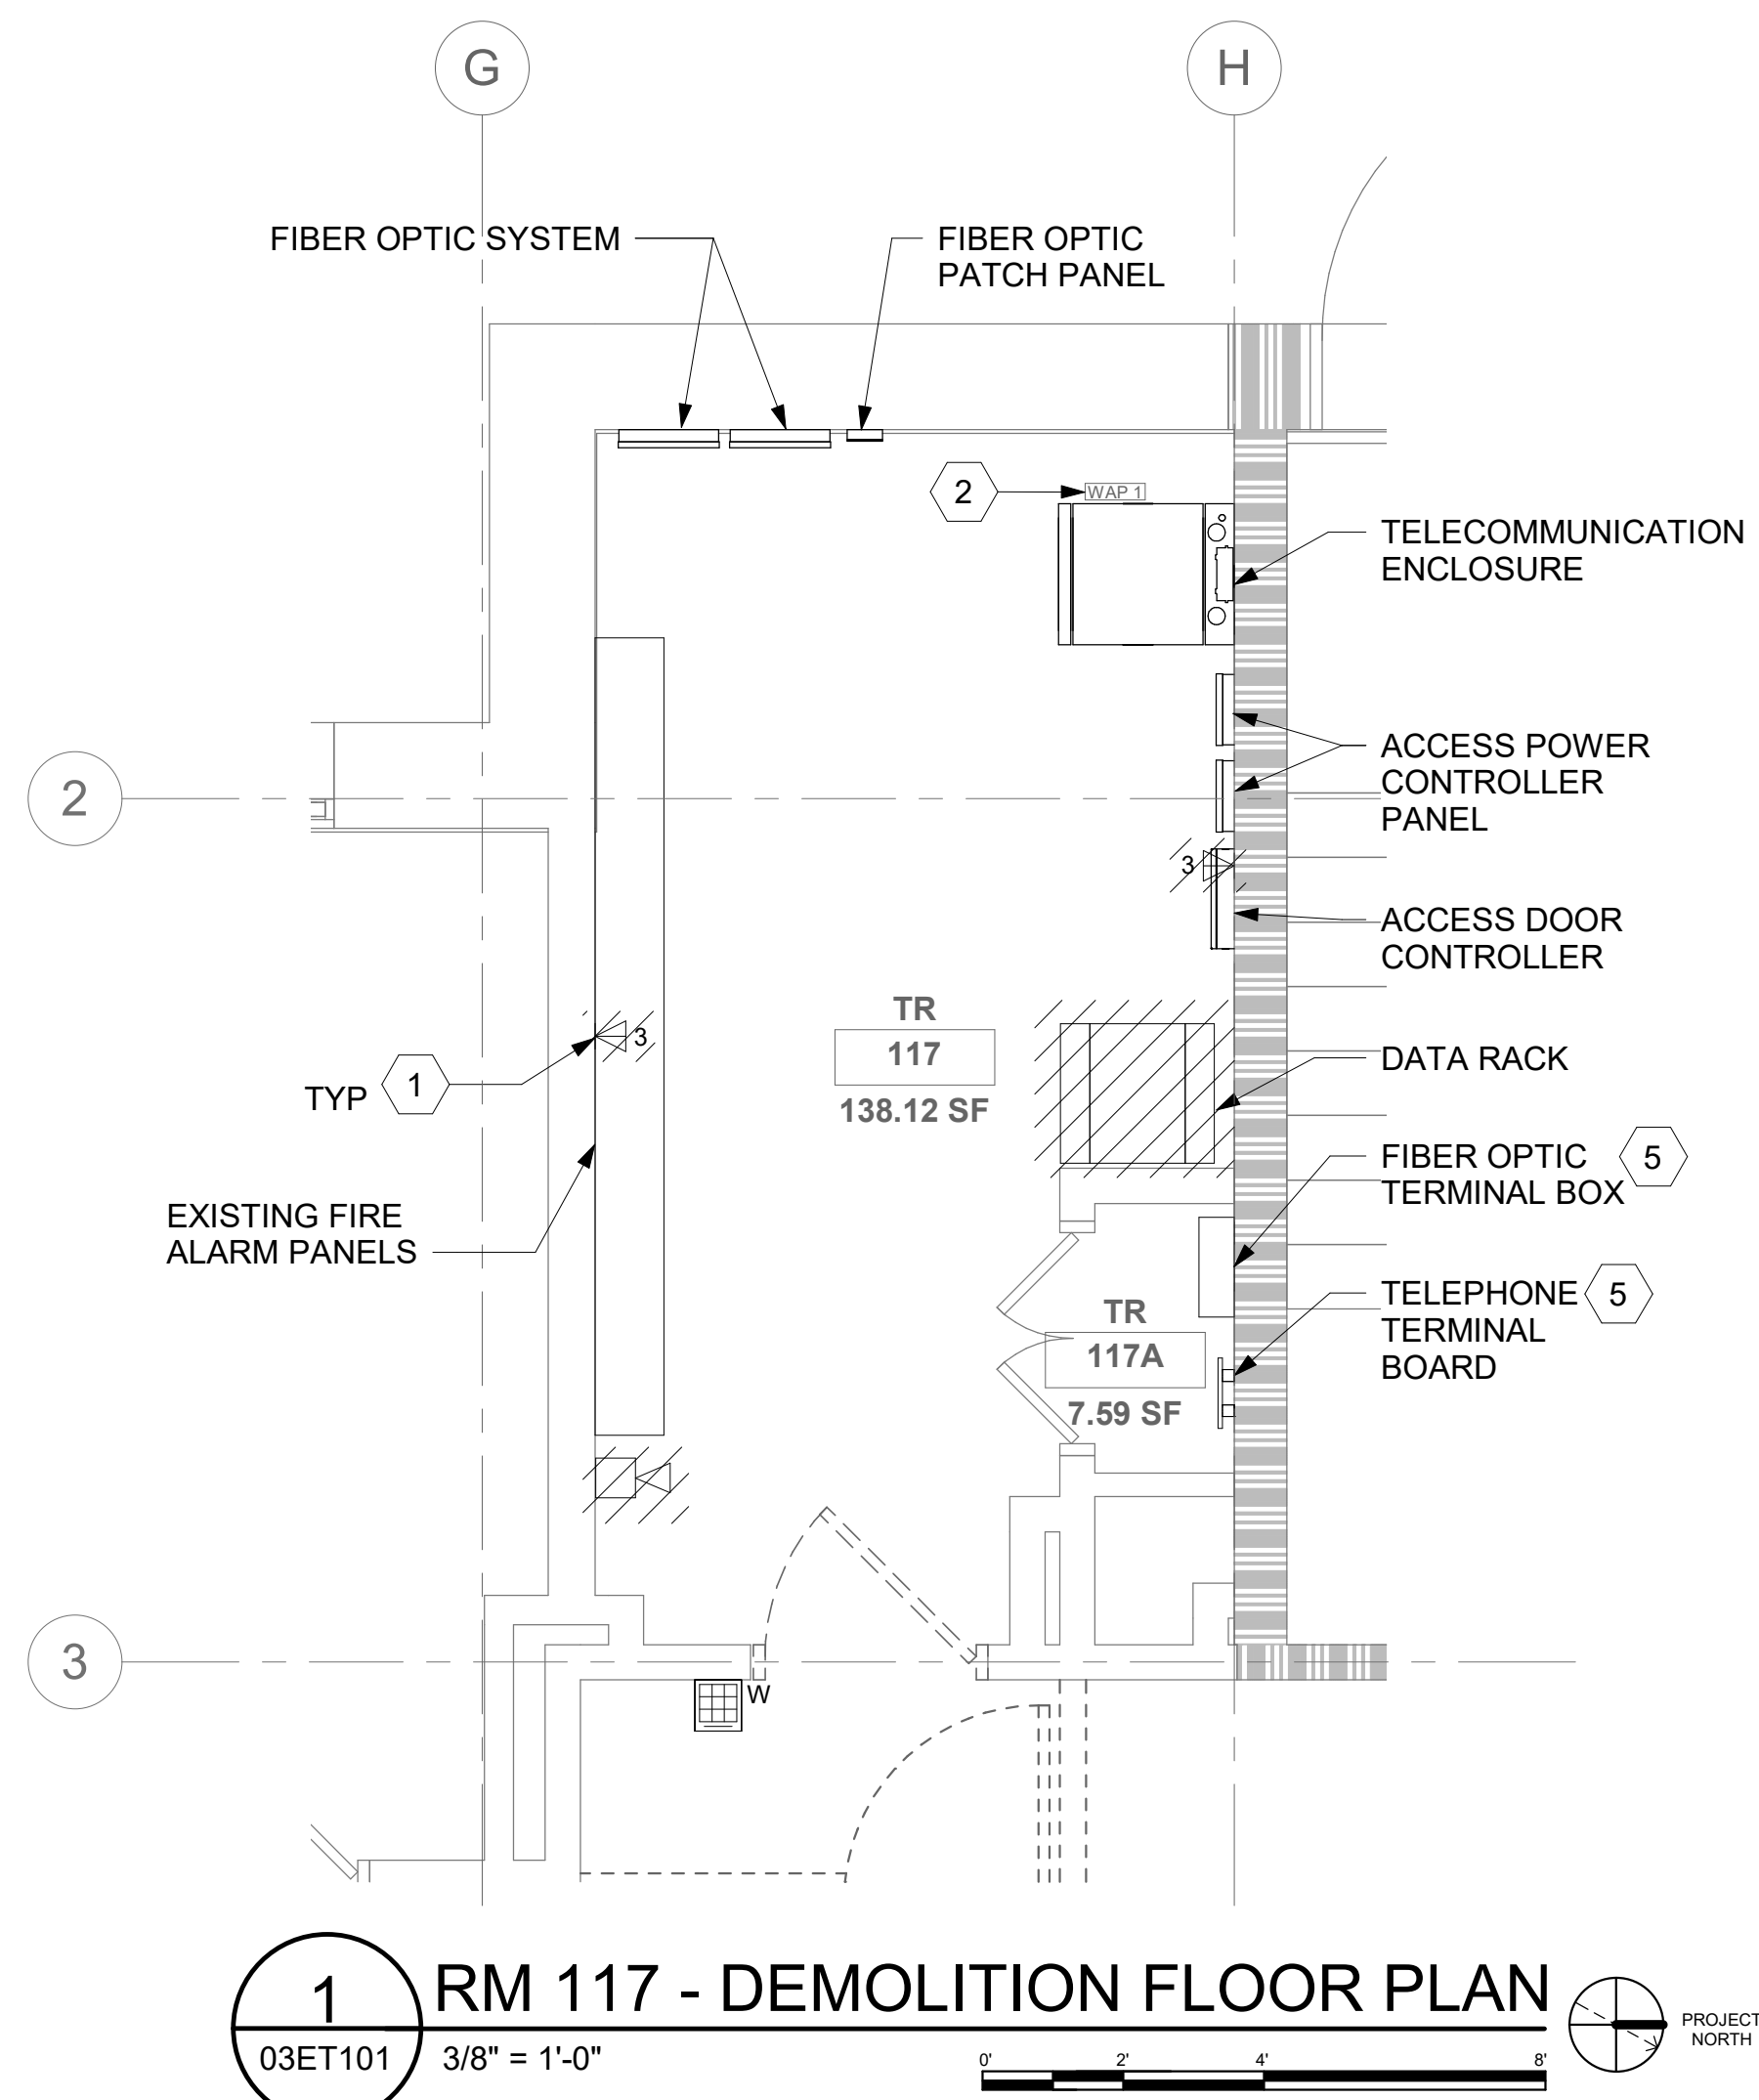 G
H
FIBER OPTIC SYSTEM
FIBER OPTIC
PATCH PANEL
2
WAP 1
TELECOMMUNICATION
ENCLOSURE
ACCESS POWER
CONTROLLER
PANEL
2
3
ACCESS DOOR
CONTROLLER
TR
117
138.12 SF
3
TYP
1
DATA RACK
FIBER OPTIC
TERMINAL BOX
5
EXISTING FIRE
ALARM PANELS
TELEPHONE
TERMINAL
BOARD
5
TR
117A
7.59 SF
3
W
1
03ET101
RM 117 - DEMOLITION FLOOR PLAN
3/8" = 1'-0"
0' 2' 4' 8'
PROJECT
NORTH